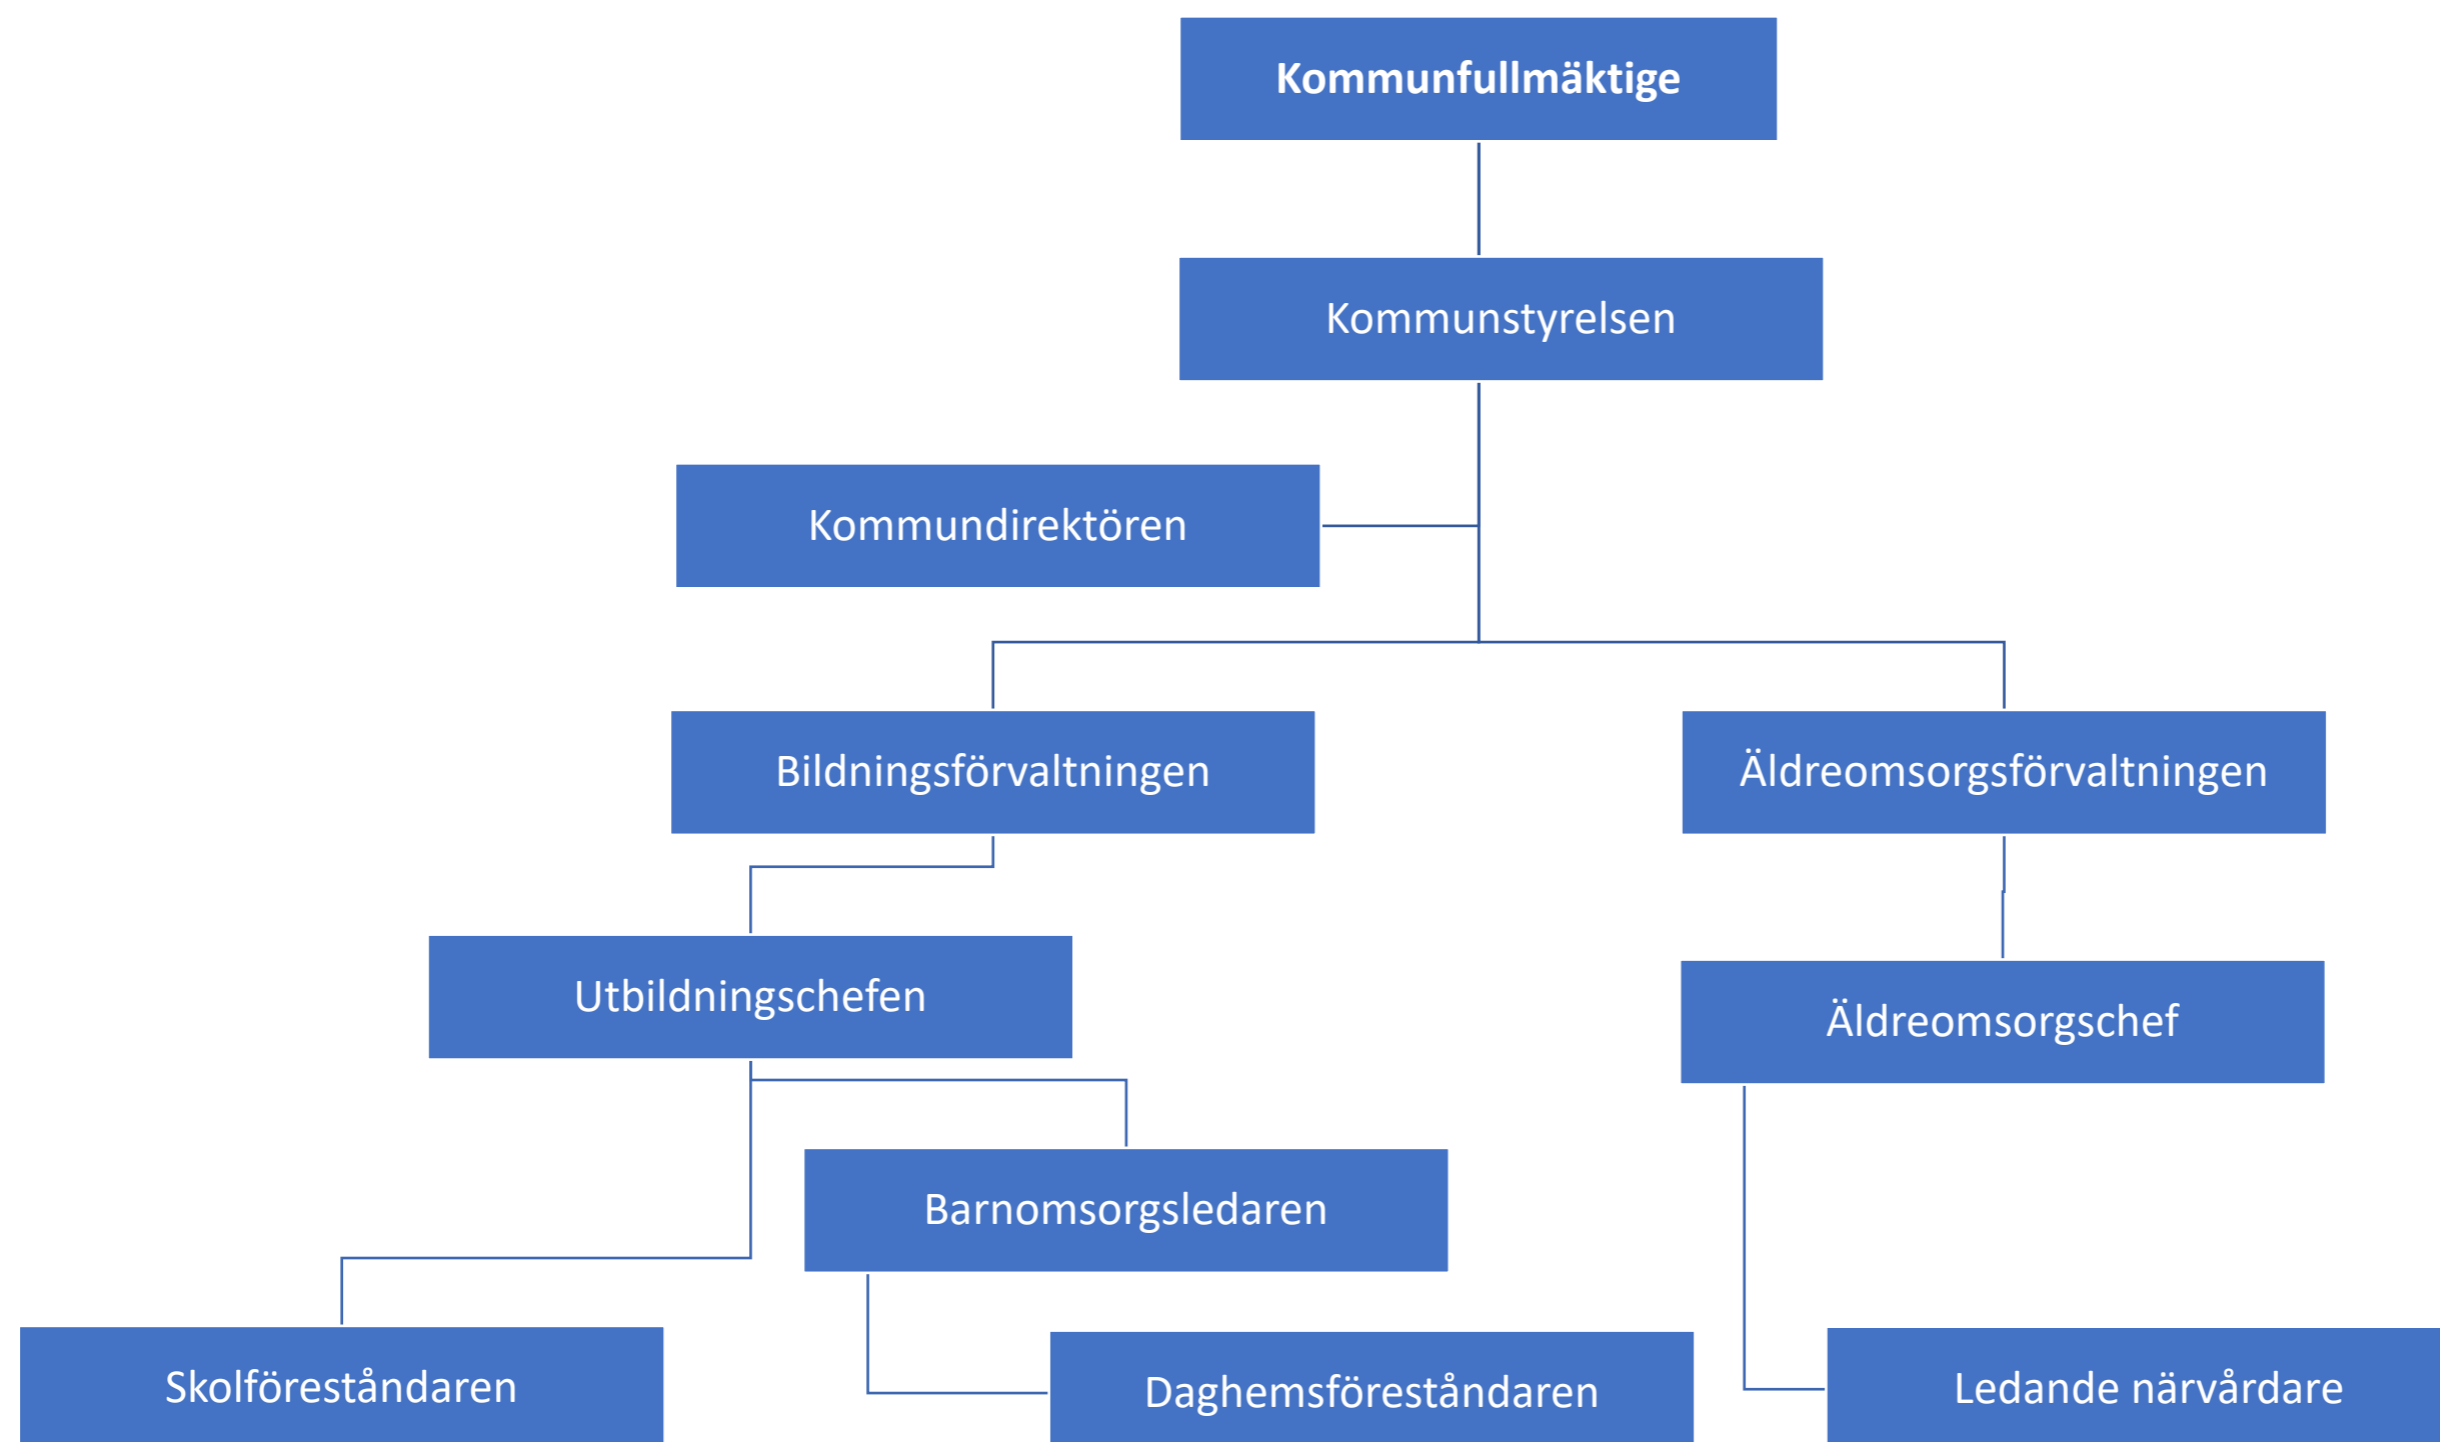 Kommunfullmäktige
Kommunstyrelsen
Kommundirektören
Bildningsförvaltningen
Äldreomsorgsförvaltningen
Utbildningschefen
Äldreomsorgschef
Barnomsorgsledaren
Skolföreståndaren
Daghemsföreståndaren
Ledande närvårdare